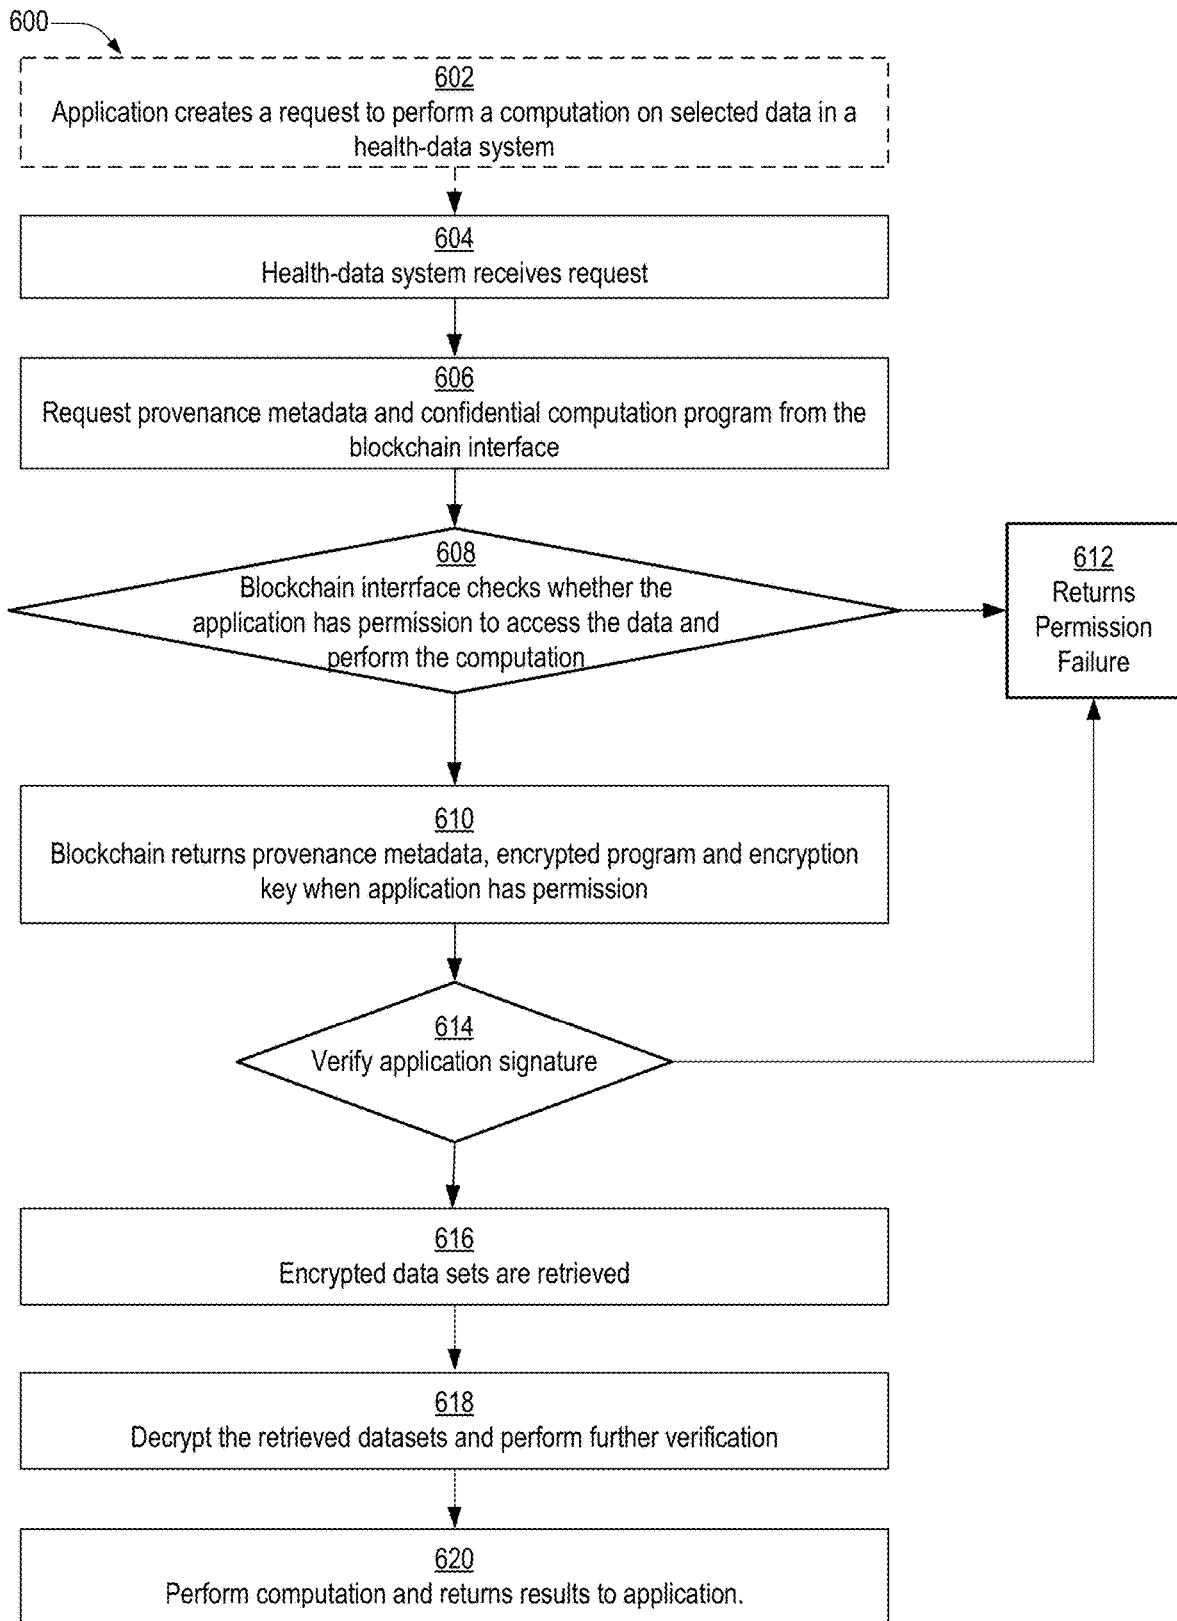 600
602
Application creates a request to perform a computation on selected data in a
health-data system
604
Health-data system receives request
606
Request provenance metadata and confidential computation program from the
blockchain interface
608
Blockchain interrface checks whether the
application has permission to access the data and
perform the computation
612
Returns
Permission
Failure
610
Blockchain returns provenance metadata, encrypted program and encryption
key when application has permission
614
Verify application signature
616
Encrypted data sets are retrieved
618
Decrypt the retrieved datasets and perform further verification
620
Perform computation and returns results to application.